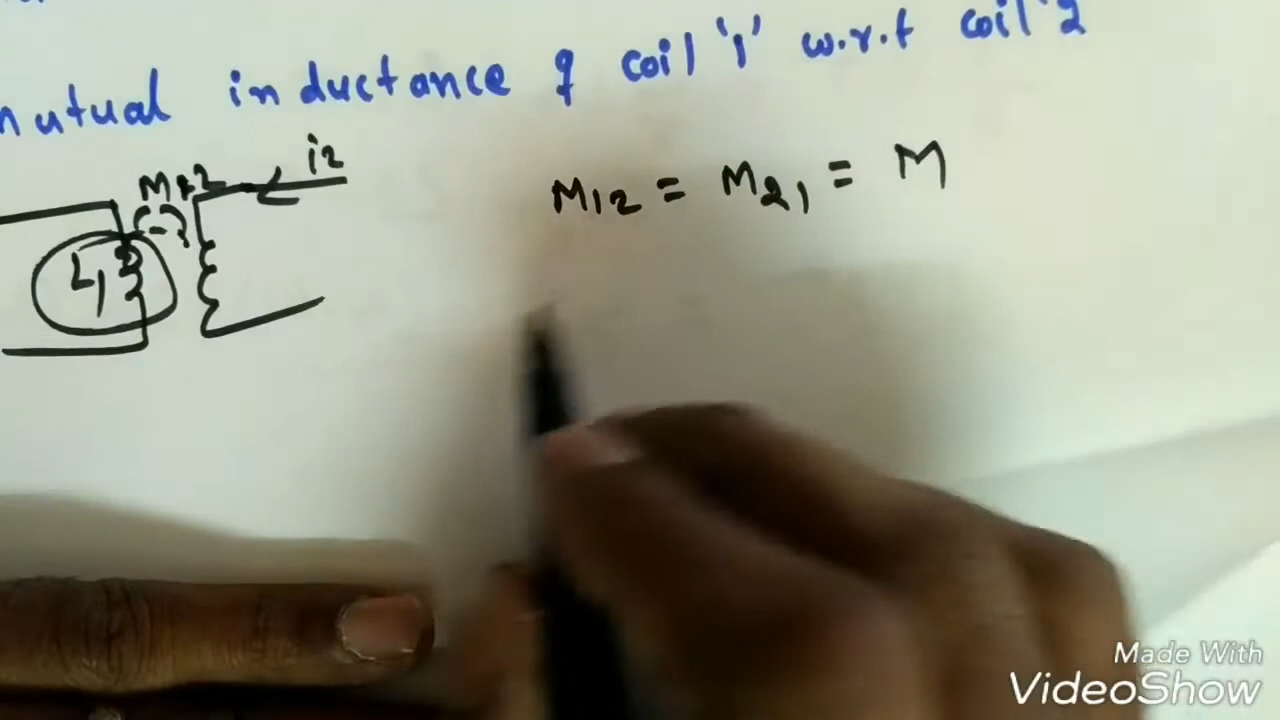 mutual inductance of coil '1' w.r.t coil '2
i2
M12
M12 = M21 = M
L1
Made With
VideoShow